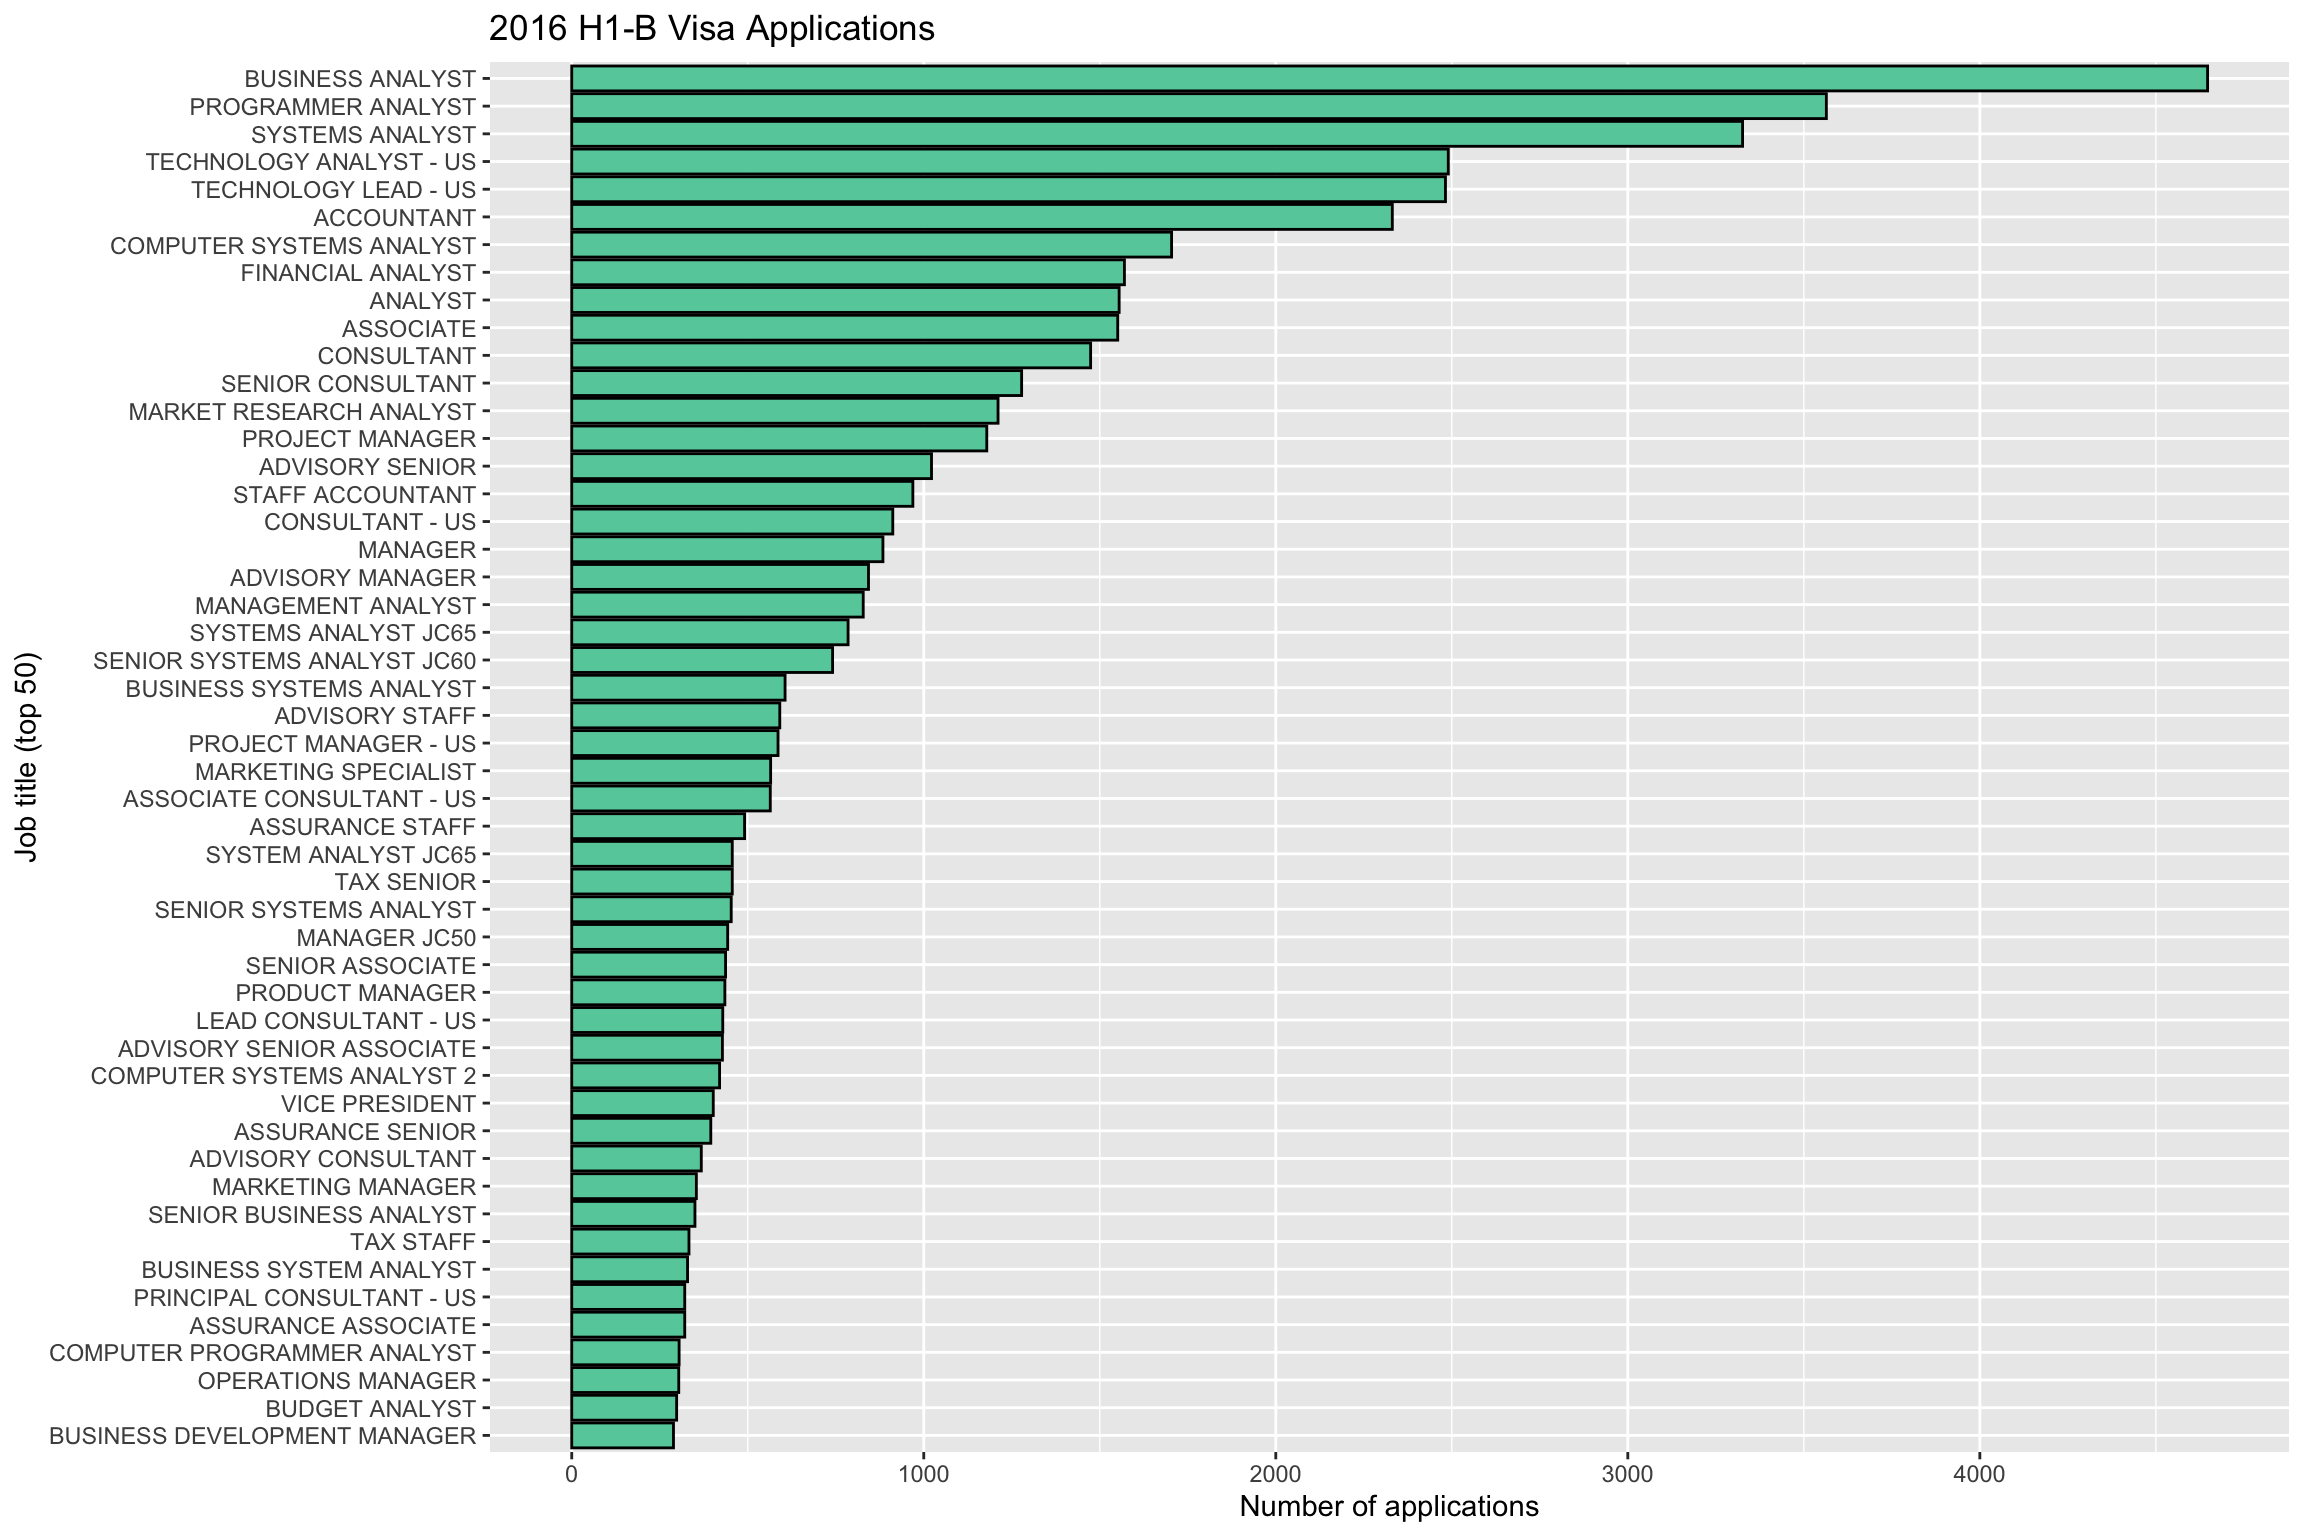 2016 H1-B Visa Applications
BUSINESS ANALYST
PROGRAMMER ANALYST
SYSTEMS ANALYST
TECHNOLOGY ANALYST - US
TECHNOLOGY LEAD - US
ACCOUNTANT
COMPUTER SYSTEMS ANALYST
FINANCIAL ANALYST
ANALYST
ASSOCIATE
CONSULTANT
SENIOR CONSULTANT
MARKET RESEARCH ANALYST
PROJECT MANAGER
ADVISORY SENIOR
STAFF ACCOUNTANT
CONSULTANT - US
MANAGER
ADVISORY MANAGER
MANAGEMENT ANALYST
SYSTEMS ANALYST JC65
SENIOR SYSTEMS ANALYST JC60
BUSINESS SYSTEMS ANALYST
ADVISORY STAFF
PROJECT MANAGER - US
MARKETING SPECIALIST
ASSOCIATE CONSULTANT - US
ASSURANCE STAFF
SYSTEM ANALYST JC65
TAX SENIOR
SENIOR SYSTEMS ANALYST
MANAGER JC50
SENIOR ASSOCIATE
PRODUCT MANAGER
LEAD CONSULTANT - US
ADVISORY SENIOR ASSOCIATE
COMPUTER SYSTEMS ANALYST 2
VICE PRESIDENT
ASSURANCE SENIOR
ADVISORY CONSULTANT
MARKETING MANAGER
SENIOR BUSINESS ANALYST
TAX STAFF
BUSINESS SYSTEM ANALYST
PRINCIPAL CONSULTANT - US
ASSURANCE ASSOCIATE
COMPUTER PROGRAMMER ANALYST
OPERATIONS MANAGER
BUDGET ANALYST
BUSINESS DEVELOPMENT MANAGER
Job title (top 50)
0 1000 2000 3000 4000
Number of applications